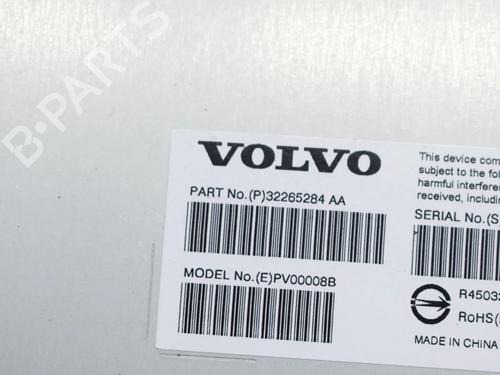 B-PARTS
VOLVO
PART No.(P)32265284 AA
MODEL No.(E)PV00008B
This device com
subject to the fo
harmful interfere
received, includin
SERIAL No.(S
R4503
RoHS(
MADE IN CHINA